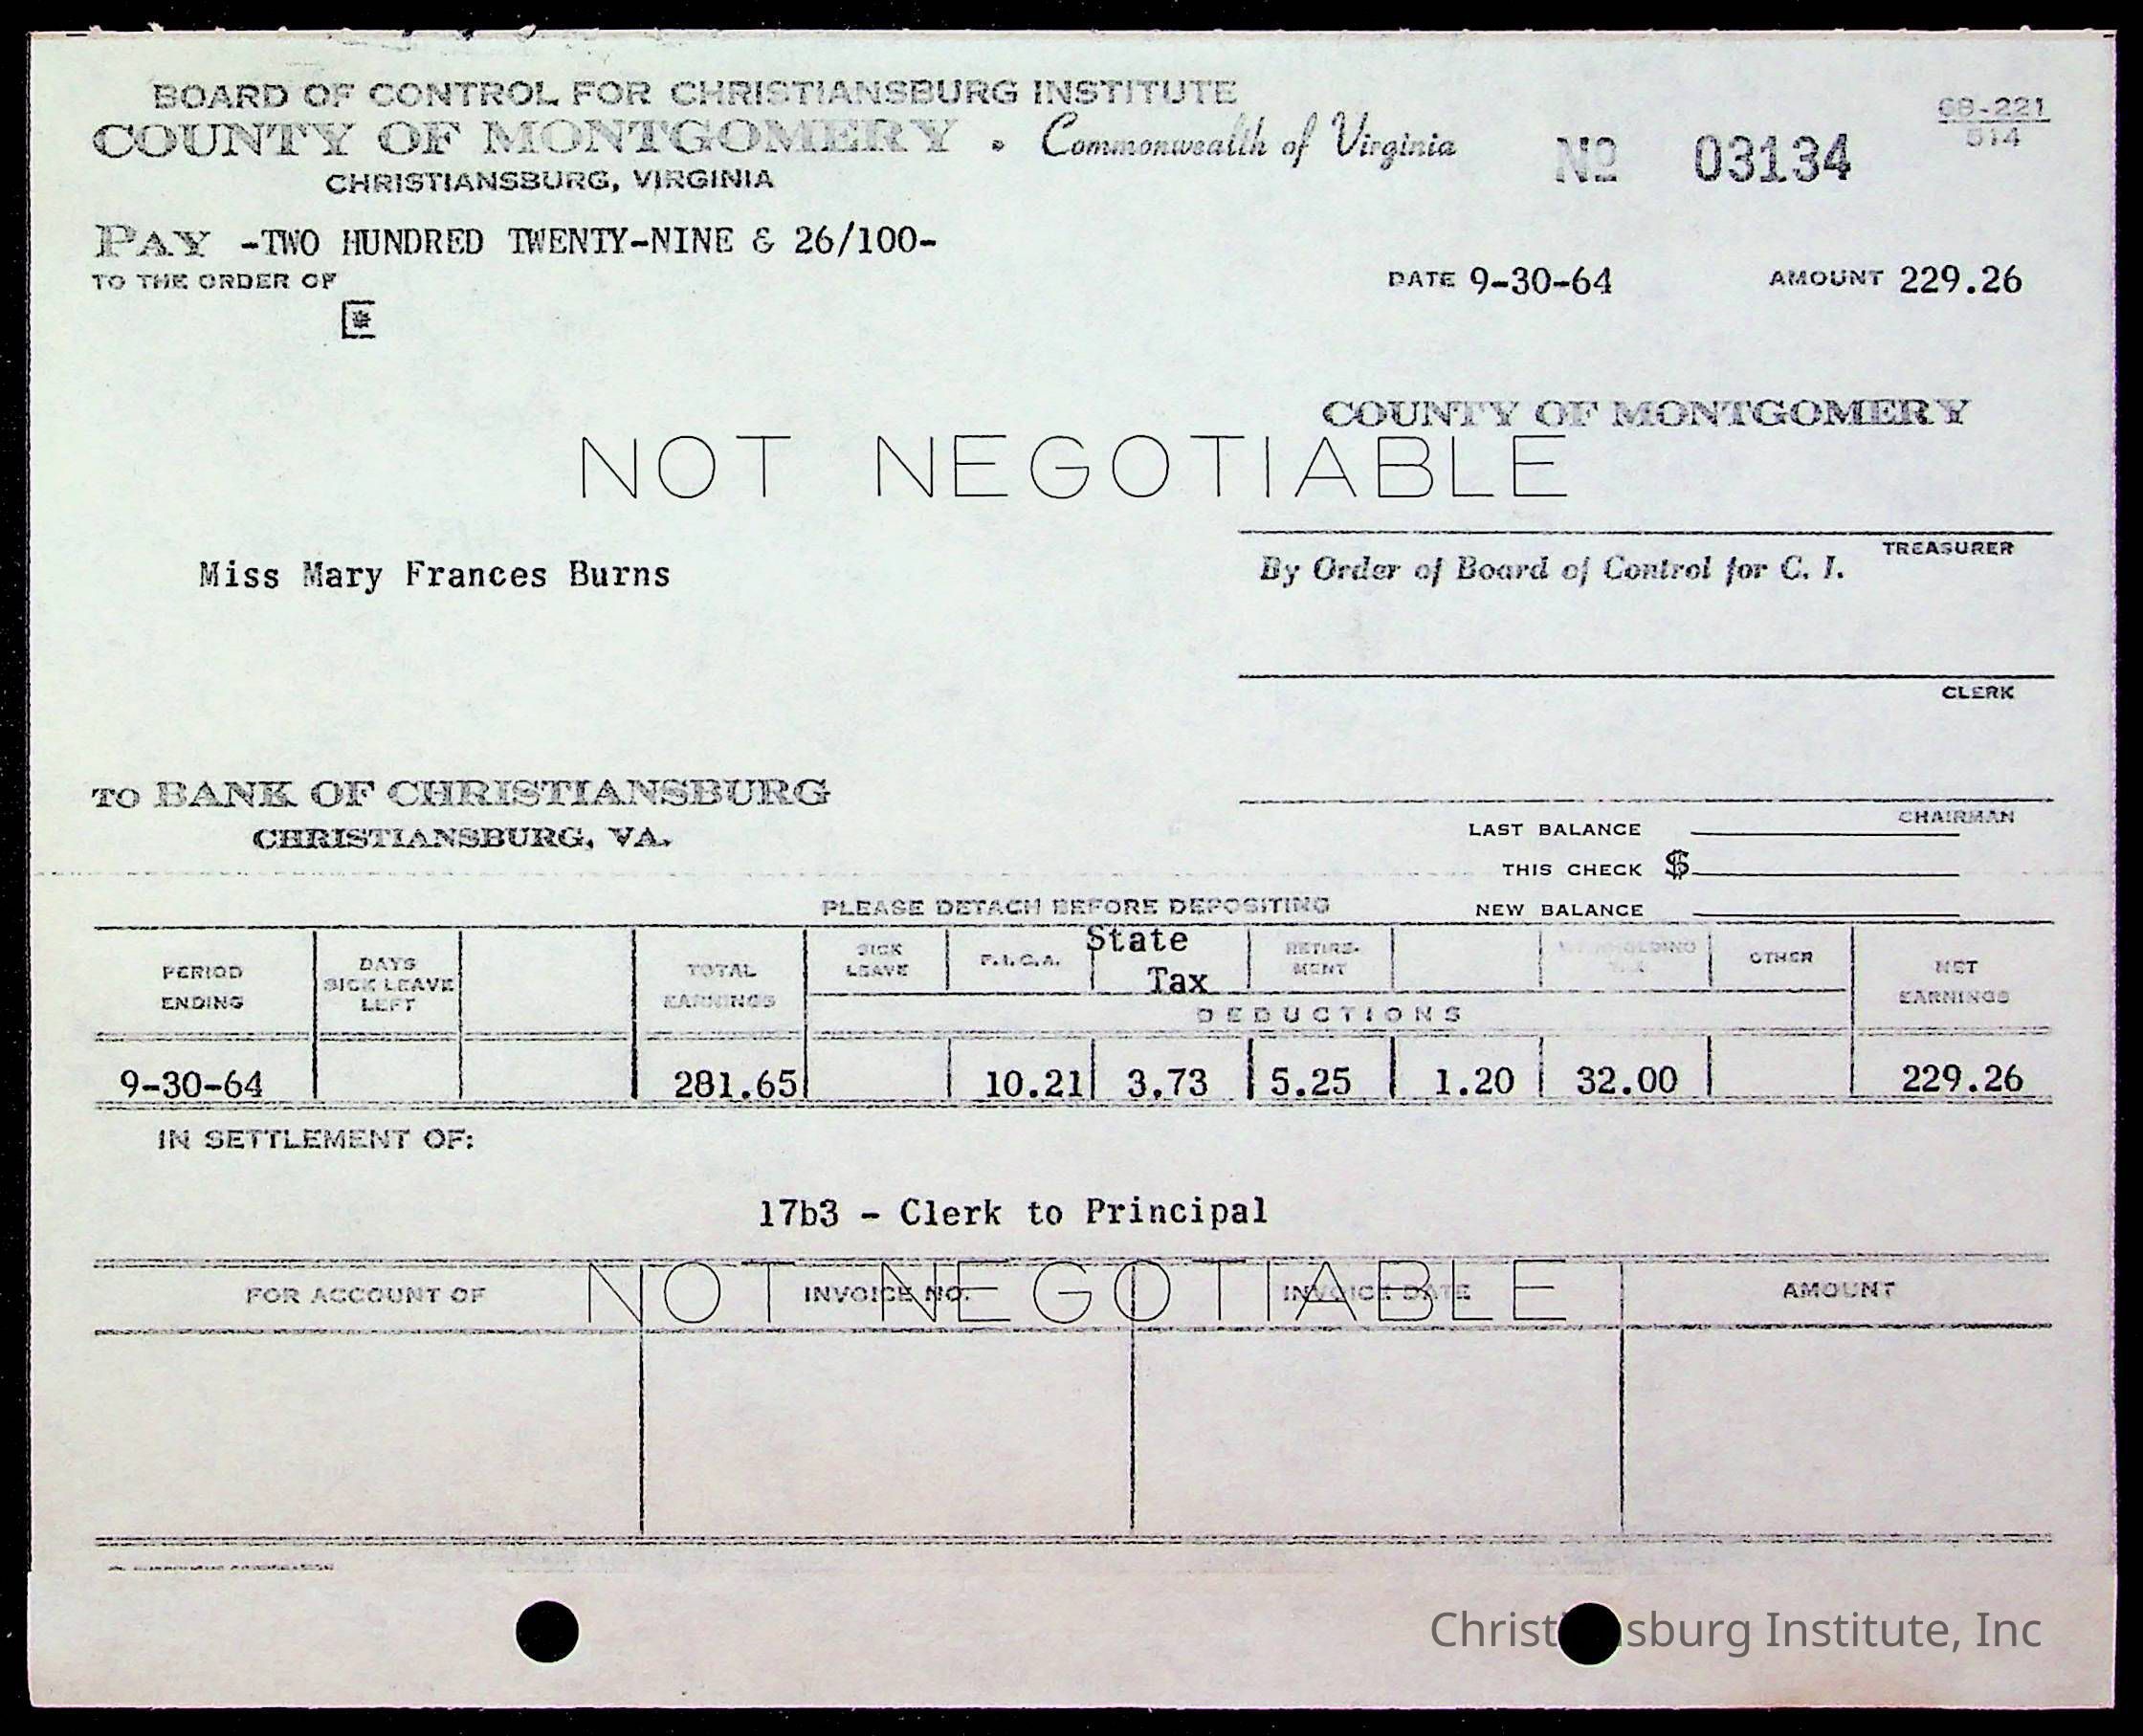 BOARD OF CONTROL FOR CHRISTIANSBURG INSTITUTE
COUNTY OF MONTGOMERY • Commonwealth of Virginia
CHRISTIANSBURG, VIRGINIA
No 03134
68-221
514
PAY -TWO HUNDRED TWENTY-NINE & 26/100-
TO THE ORDER OF
DATE 9-30-64 AMOUNT 229.26
COUNTY OF MONTGOMERY
NOT NEGOTIABLE
TREASURER
Miss Mary Frances Burns
By Order of Board of Control for C. I.
CLERK
TO BANK OF CHRISTIANSBURG
CHRISTIANSBURG, VA.
CHAIRMAN
LAST BALANCE
THIS CHECK $
NEW BALANCE
PLEASE DETACH BEFORE DEPOSITING
PERIOD ENDING
DAYS SICK LEAVE LEFT
TOTAL EARNINGS
SICK LEAVE
F.I.C.A.
State Tax
RETIRE-MENT
OTHER
NET EARNINGS
DEDUCTIONS
9-30-64 281.65 10.21 3.73 5.25 1.20 32.00 229.26
IN SETTLEMENT OF:
17b3 - Clerk to Principal
NOT NEGOTIABLE
FOR ACCOUNT OF INVOICE NO. INVOICE DATE AMOUNT
Christiansburg Institute, Inc